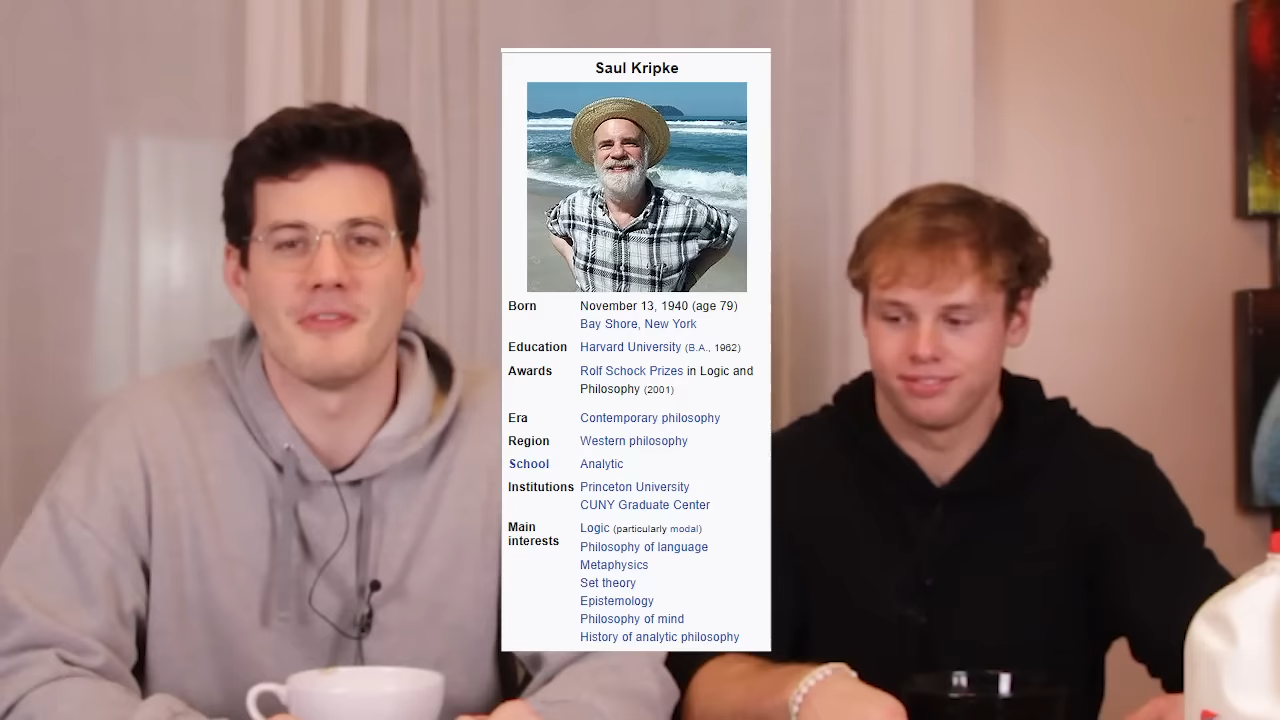 Saul Kripke
Born November 13, 1940 (age 79)
Bay Shore, New York
Education Harvard University (B.A., 1962)
Awards Rolf Schock Prizes in Logic and
Philosophy (2001)
Era Contemporary philosophy
Region Western philosophy
School Analytic
Institutions Princeton University
CUNY Graduate Center
Main Logic (particularly modal)
interests Philosophy of language
Metaphysics
Set theory
Epistemology
Philosophy of mind
History of analytic philosophy